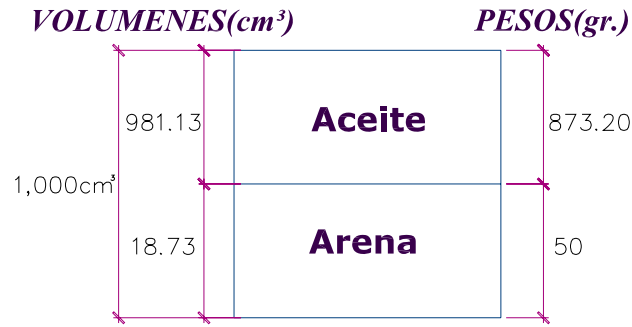 VOLUMENES(cm³) PESOS(gr.)
981.13 Aceite 873.20
1,000cm³
18.73 Arena 50